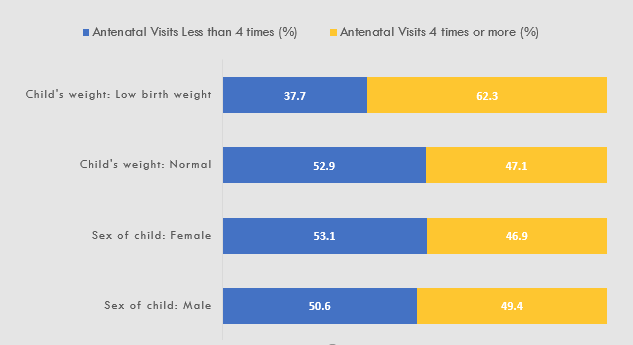 Antenatal Visits Less than 4 times (%) Antenatal Visits 4 times or more (%)
Child's weight: Low birth weight 37.7 62.3
Child's weight: Normal 52.9 47.1
Sex of child: Female 53.1 46.9
Sex of child: Male 50.6 49.4